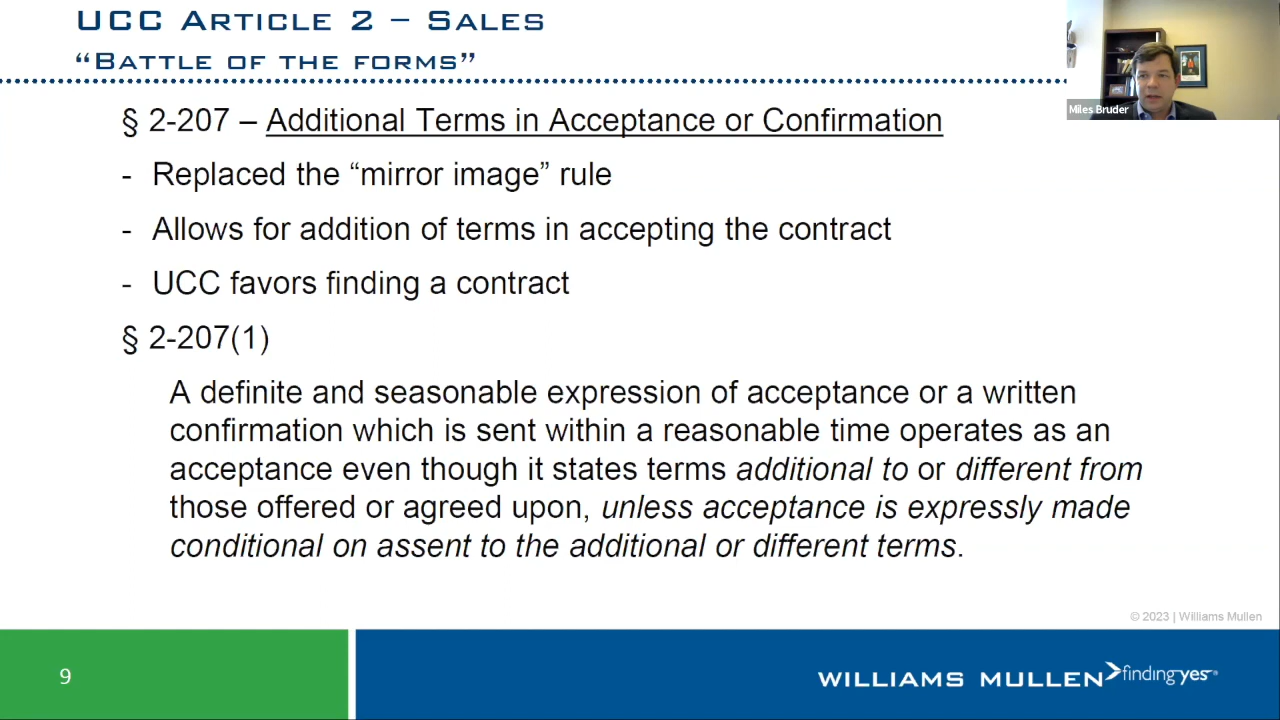 UCC ARTICLE 2 – SALES
“BATTLE OF THE FORMS”
Miles Bruder
§ 2-207 – Additional Terms in Acceptance or Confirmation
- Replaced the “mirror image” rule
- Allows for addition of terms in accepting the contract
- UCC favors finding a contract
§ 2-207(1)
A definite and seasonable expression of acceptance or a written
confirmation which is sent within a reasonable time operates as an
acceptance even though it states terms additional to or different from
those offered or agreed upon, unless acceptance is expressly made
conditional on assent to the additional or different terms.
© 2023 | Williams Mullen
9
WILLIAMS MULLEN finding yes